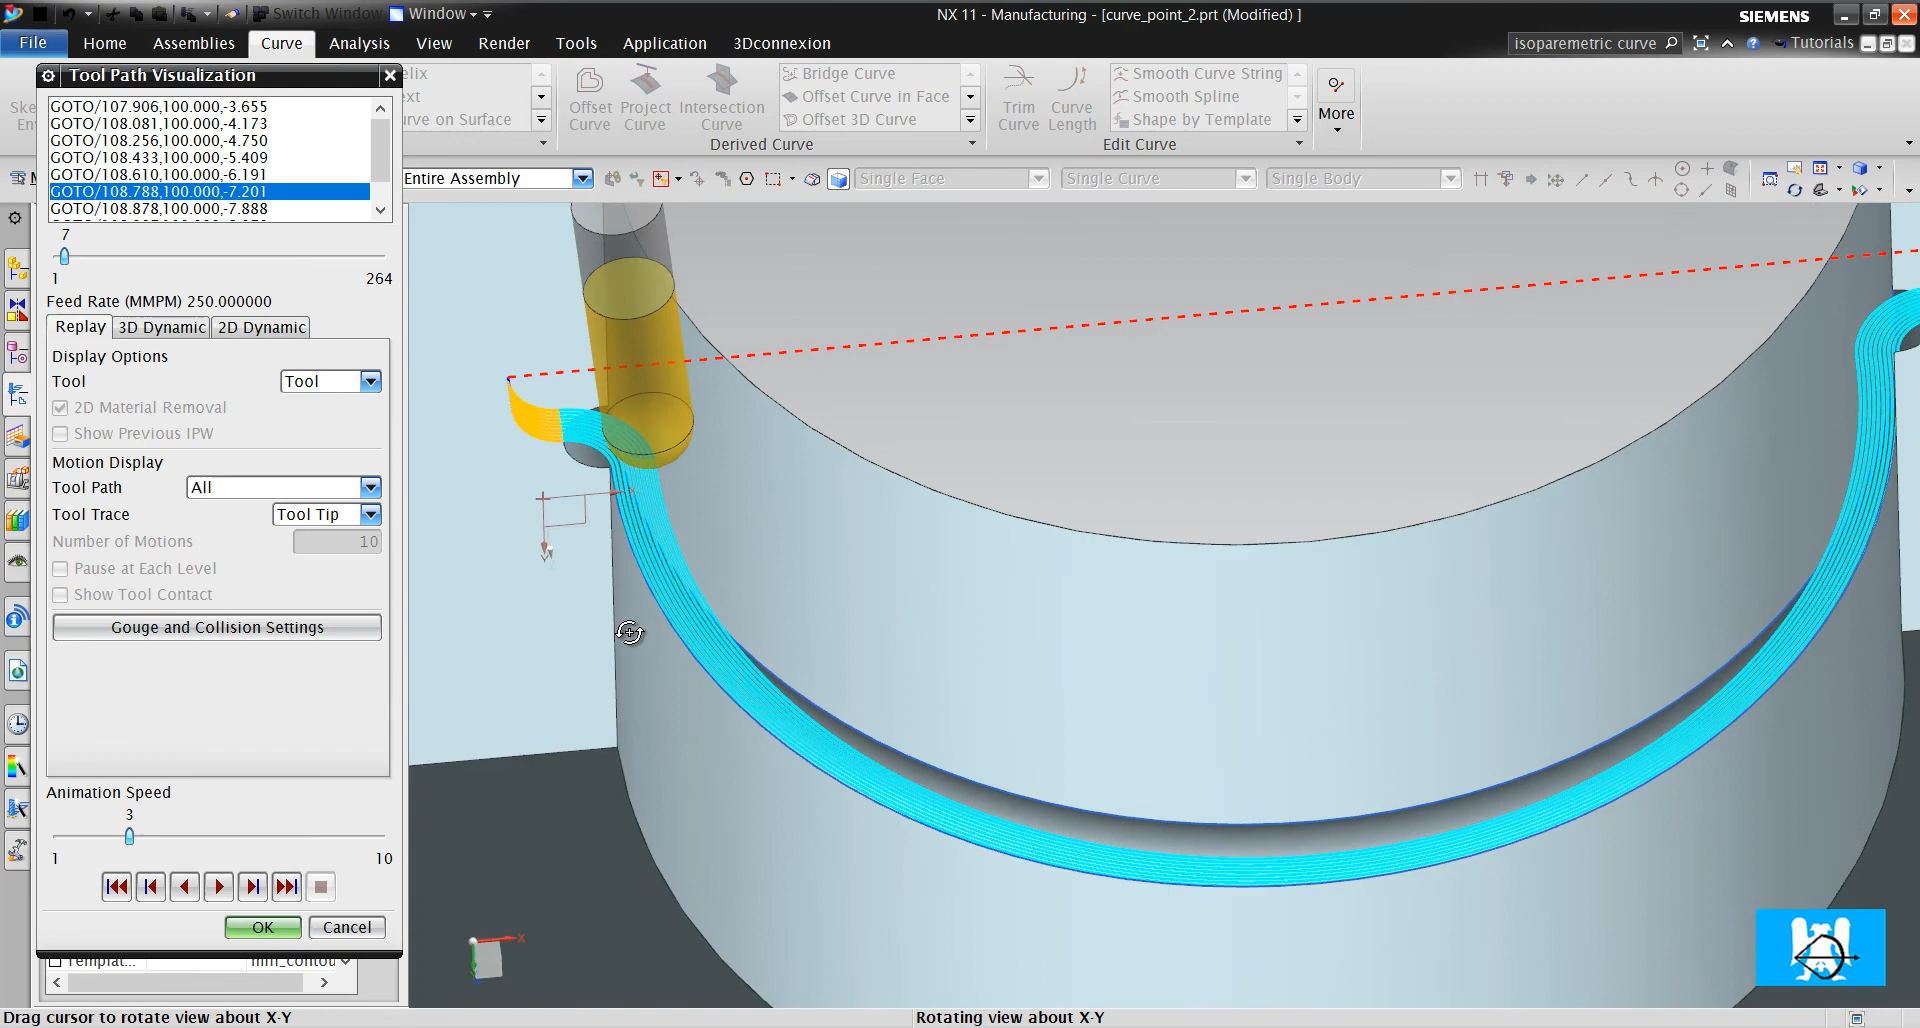 Switch Window
Window
NX 11 - Manufacturing - [curve_point_2.prt (Modified) ]
SIEMENS
File
Home
Assemblies
Curve
Analysis
View
Render
Tools
Application
3Dconnexion
isoparemetric curve
Tutorials
Tool Path Visualization
Bridge Curve
Offset Curve in Face
Offset 3D Curve
Offset
Curve
Project
Curve
Intersection
Curve
Derived Curve
Trim
Curve
Curve
Length
Smooth Curve String
Smooth Spline
Shape by Template
Edit Curve
More
GOTO/107.906,100.000,-3.655
GOTO/108.081,100.000,-4.173
GOTO/108.256,100.000,-4.750
GOTO/108.433,100.000,-5.409
GOTO/108.610,100.000,-6.191
GOTO/108.788,100.000,-7.201
GOTO/108.878,100.000,-7.888
Entire Assembly
Single Face
Single Curve
Single Body
7
1
264
Feed Rate (MMPM) 250.000000
Replay
3D Dynamic
2D Dynamic
Display Options
Tool
Tool
2D Material Removal
Show Previous IPW
Motion Display
Tool Path
All
Tool Trace
Tool Tip
Number of Motions
10
Pause at Each Level
Show Tool Contact
Gouge and Collision Settings
Animation Speed
3
1
10
OK
Cancel
X
Drag cursor to rotate view about X-Y
Rotating view about X-Y